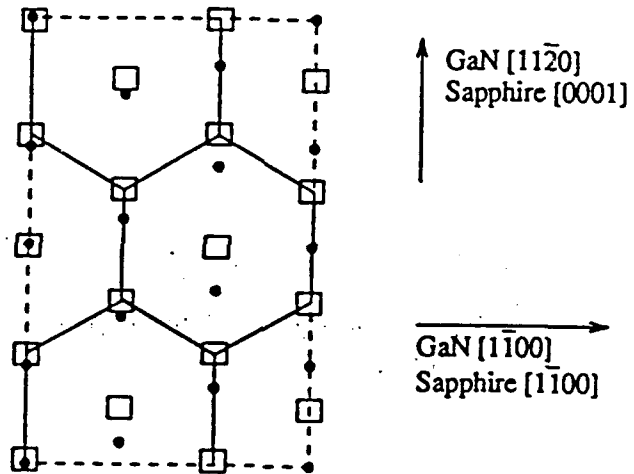 GaN [112̅0]
Sapphire [0001]
GaN [11̅00]
Sapphire [11̅00]